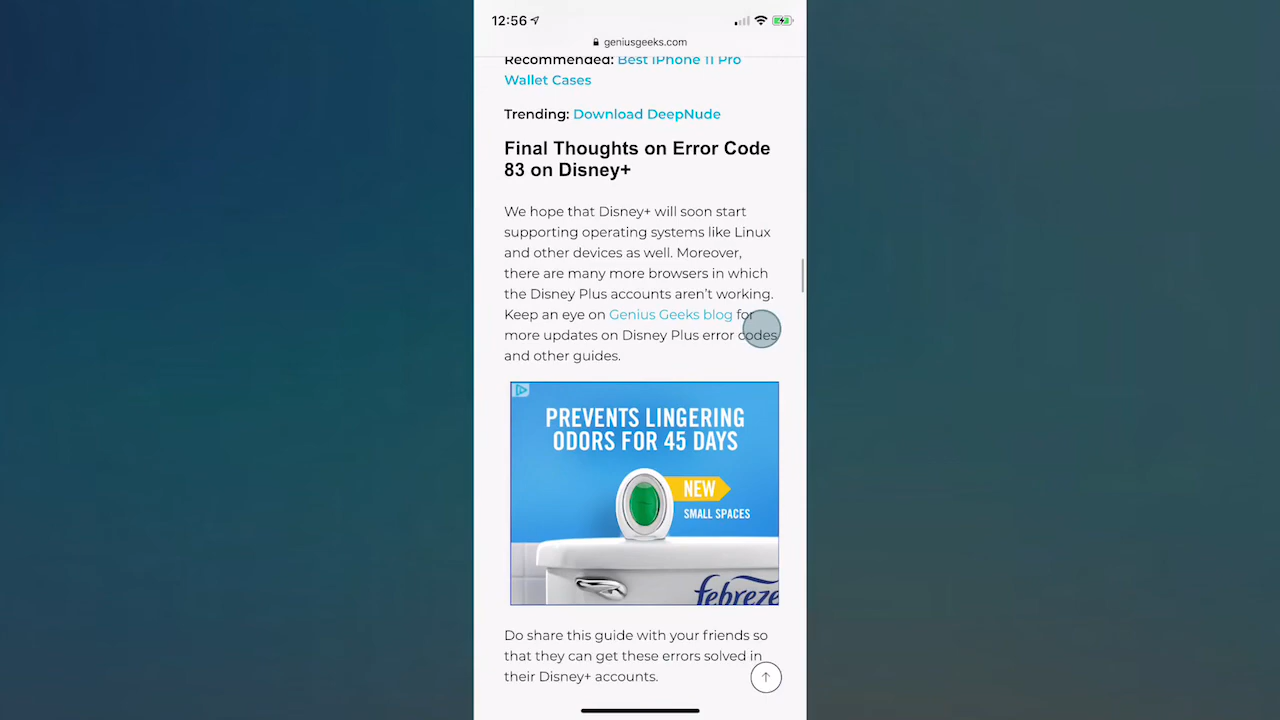 12:56
geniusgeeks.com
Recommended: Best iPhone 11 Pro
Wallet Cases
Trending: Download DeepNude
Final Thoughts on Error Code
83 on Disney+
We hope that Disney+ will soon start
supporting operating systems like Linux
and other devices as well. Moreover,
there are many more browsers in which
the Disney Plus accounts aren't working.
Keep an eye on Genius Geeks blog for
more updates on Disney Plus error codes
and other guides.
PREVENTS LINGERING
ODORS FOR 45 DAYS
NEW
SMALL SPACES
febreze
Do share this guide with your friends so
that they can get these errors solved in
their Disney+ accounts.